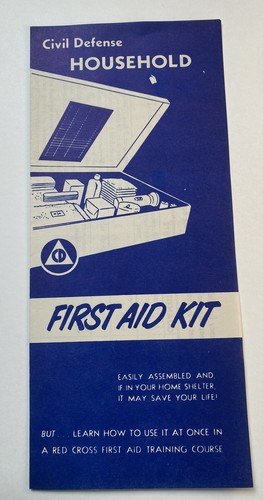 Civil Defense
HOUSEHOLD
CD
FIRST AID KIT
EASILY ASSEMBLED AND,
IF IN YOUR HOME SHELTER,
IT MAY SAVE YOUR LIFE!
BUT . . . LEARN HOW TO USE IT AT ONCE IN
A RED CROSS FIRST AID TRAINING COURSE